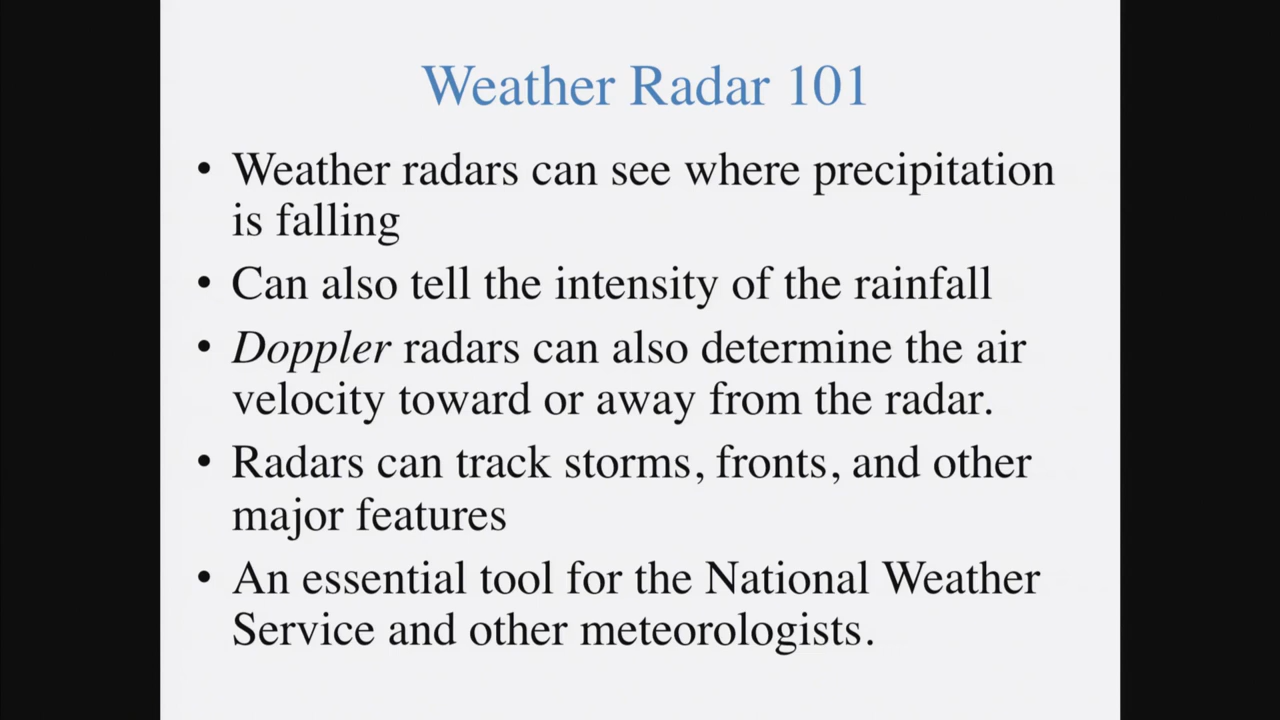 Weather Radar 101
• Weather radars can see where precipitation
is falling
• Can also tell the intensity of the rainfall
• Doppler radars can also determine the air
velocity toward or away from the radar.
• Radars can track storms, fronts, and other
major features
• An essential tool for the National Weather
Service and other meteorologists.